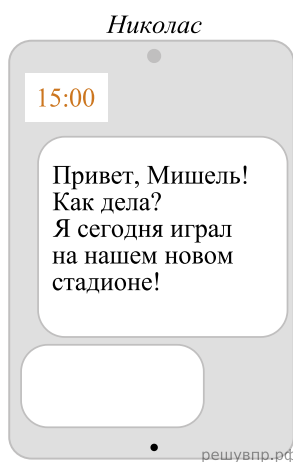 Николас
15:00
Привет, Мишель!
Как дела?
Я сегодня играл
на нашем новом
стадионе!
решувпр.рф